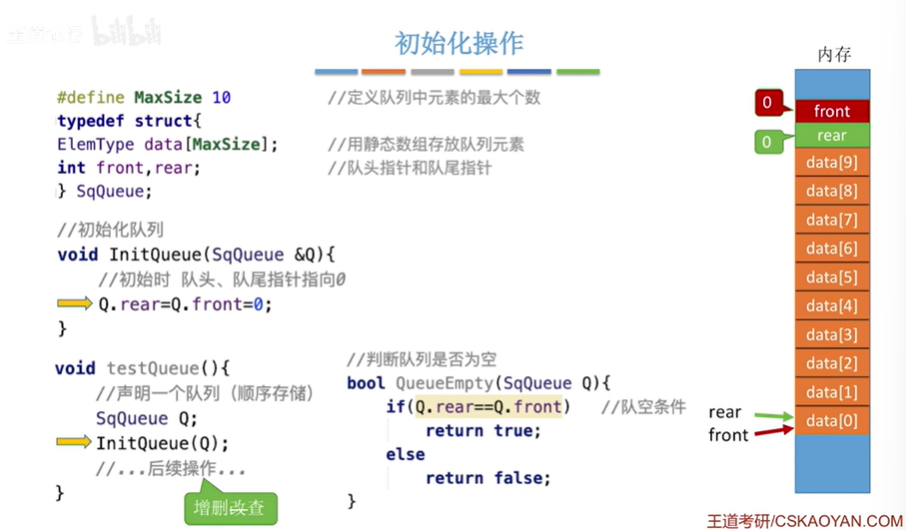 初始化操作
#define MaxSize 10 //定义队列中元素的最大个数
typedef struct{
ElemType data[MaxSize]; //用静态数组存放队列元素
int front,rear; //队头指针和队尾指针
} SqQueue;
//初始化队列
void InitQueue(SqQueue &Q){
//初始时 队头、队尾指针指向0
Q.rear=Q.front=0;
}
void testQueue(){
//声明一个队列（顺序存储）
SqQueue Q;
InitQueue(Q);
//...后续操作...
}
增删改查
//判断队列是否为空
bool QueueEmpty(SqQueue Q){
if(Q.rear==Q.front) //队空条件
return true;
else
return false;
}
内存
0 front
0 rear
data[9]
data[8]
data[7]
data[6]
data[5]
data[4]
data[3]
data[2]
data[1]
data[0]
rear
front
王道考研/CSKAOYAN.COM
bilibili